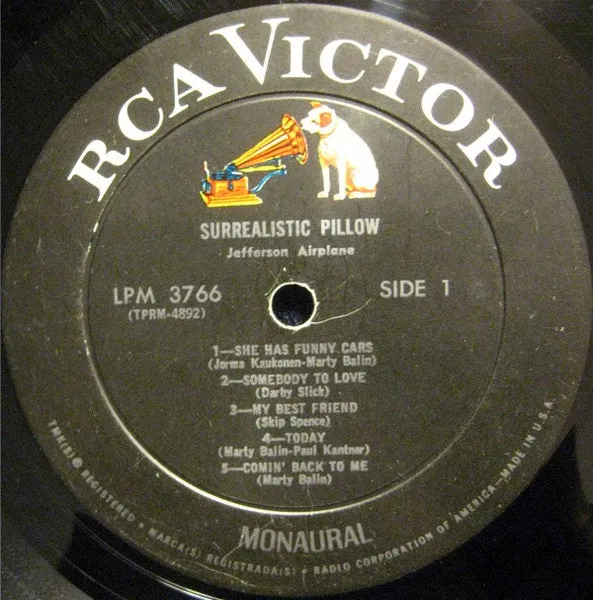 RCA VICTOR
SURREALISTIC PILLOW
Jefferson Airplane
LPM 3766
(TPRM-4892)
SIDE 1
1—SHE HAS FUNNY CARS
(Jorma Kaukonen-Marty Balin)
2—SOMEBODY TO LOVE
(Darby Slick)
3—MY BEST FRIEND
(Skip Spence)
4—TODAY
(Marty Balin-Paul Kantner)
5—COMIN' BACK TO ME
(Marty Balin)
MONAURAL
TMK(S) ® REGISTERED • MARCA(S) REGISTRADA(S) • RADIO CORPORATION OF AMERICA—MADE IN U.S.A.